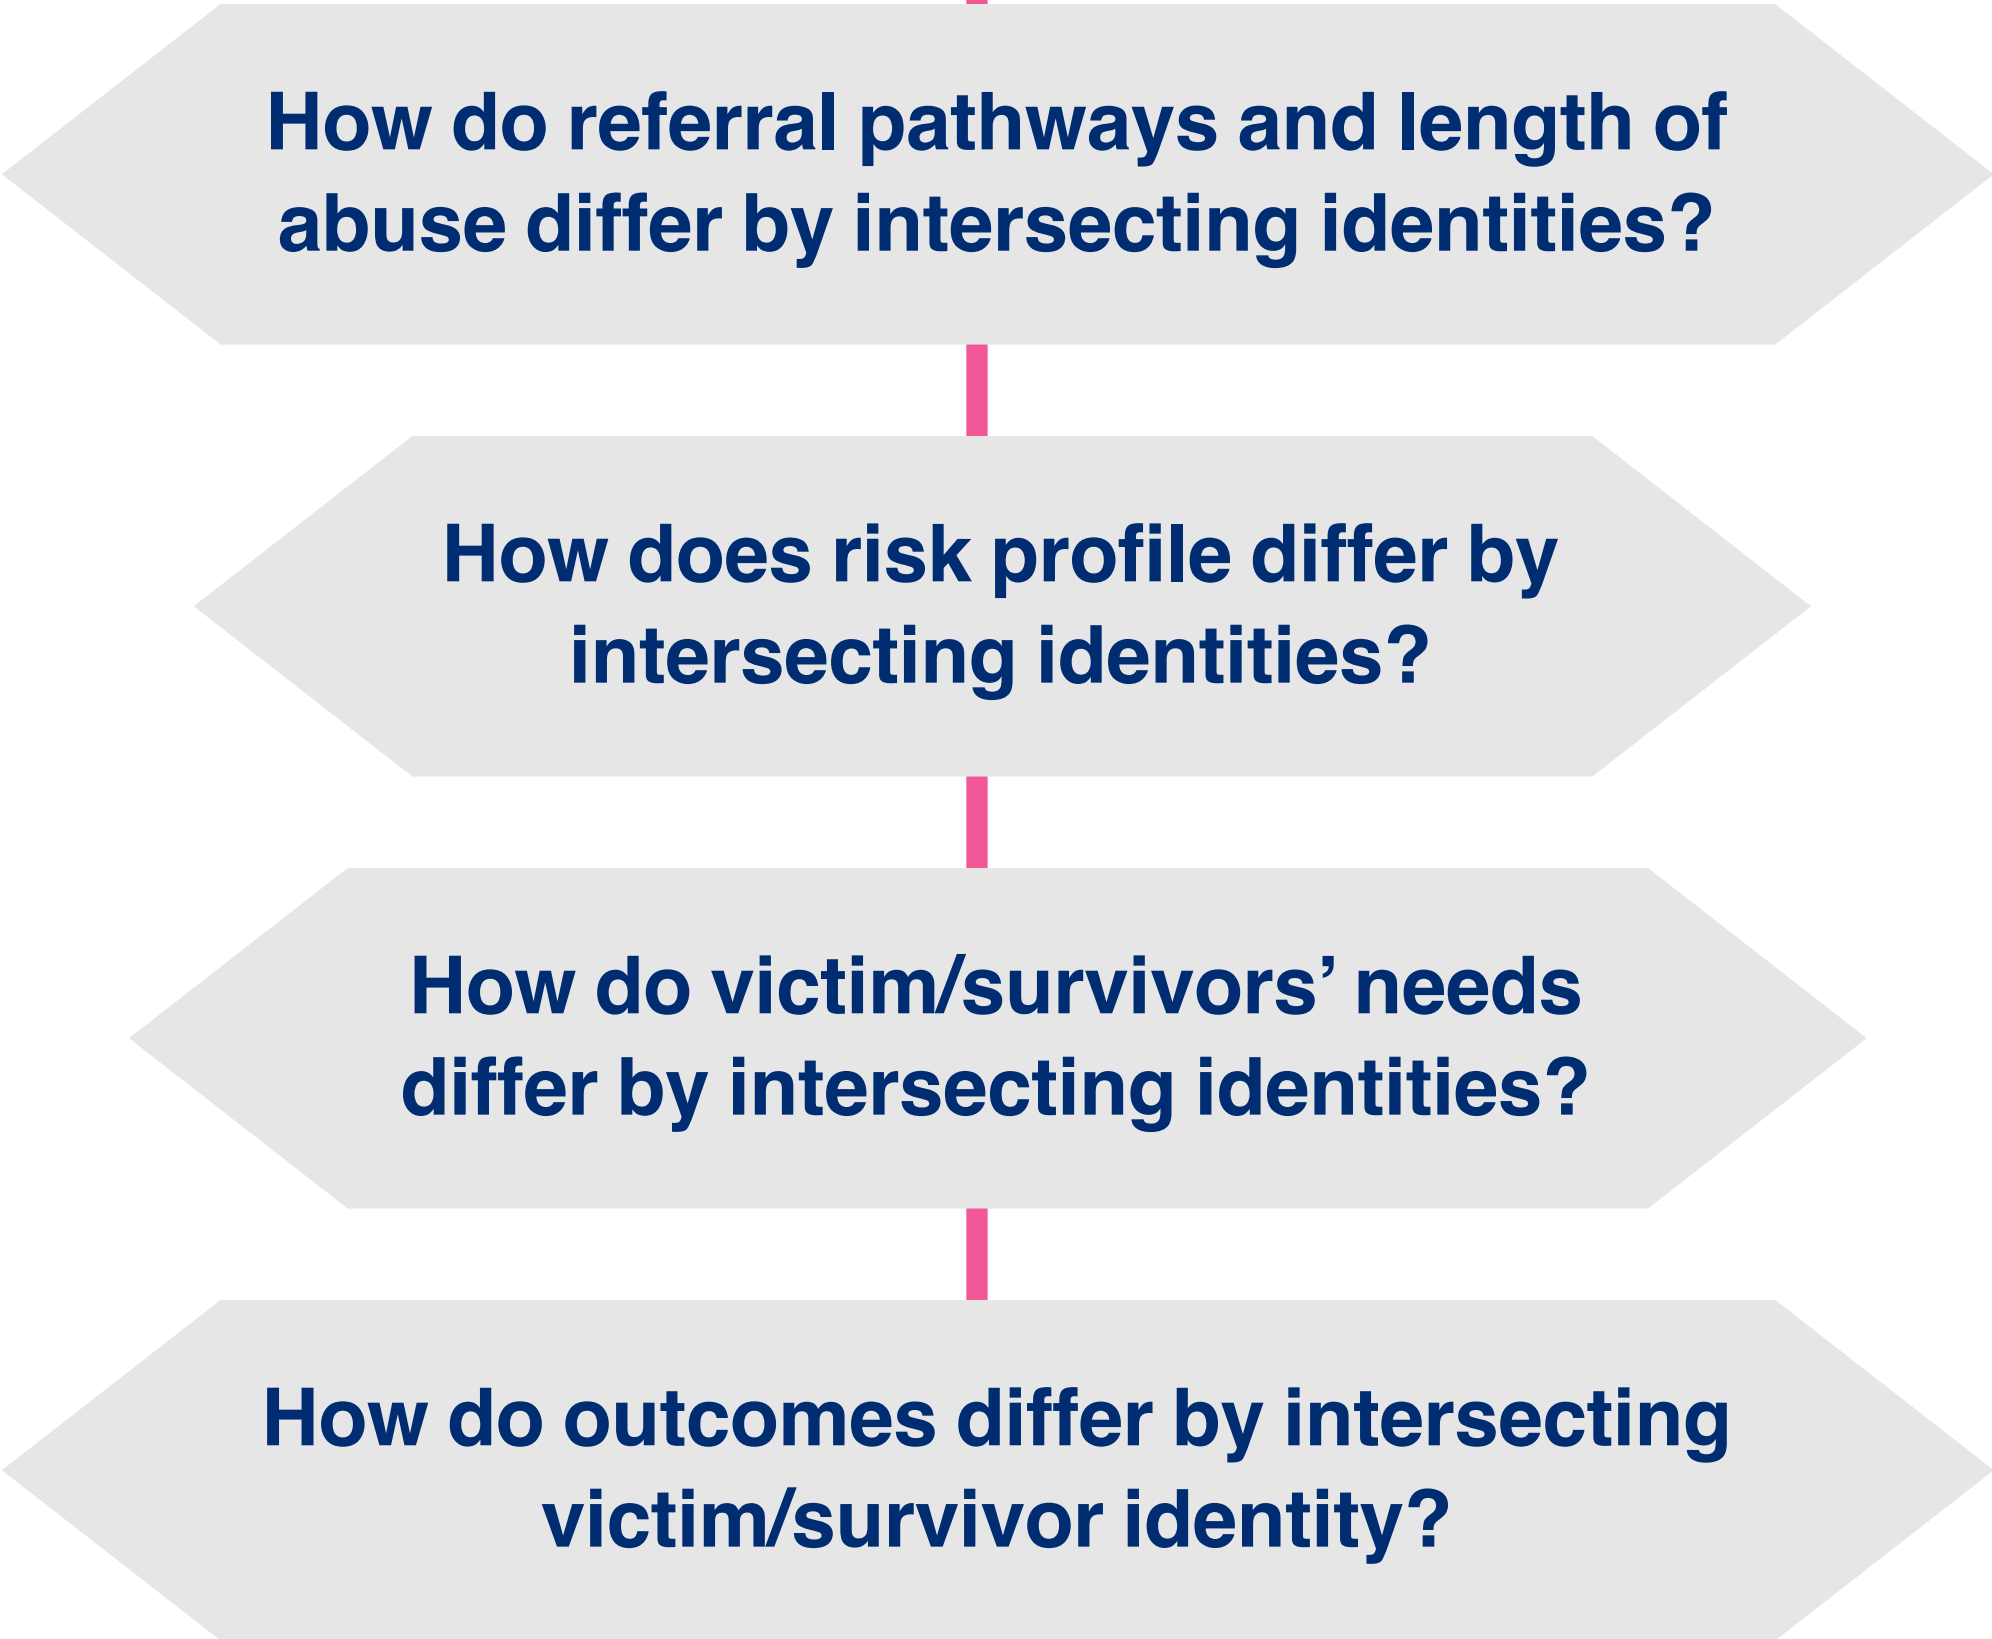 How do referral pathways and length of
abuse differ by intersecting identities?
How does risk profile differ by
intersecting identities?
How do victim/survivors’ needs
differ by intersecting identities?
How do outcomes differ by intersecting
victim/survivor identity?